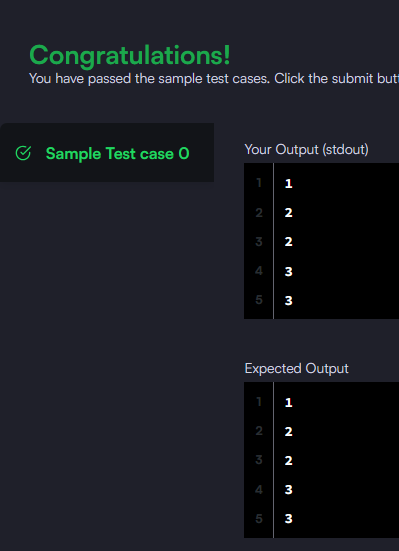 Congratulations!
You have passed the sample test cases. Click the submit
Sample Test case 0
Your Output (stdout)
1 1
2 2
3 2
4 3
5 3
Expected Output
1 1
2 2
3 2
4 3
5 3